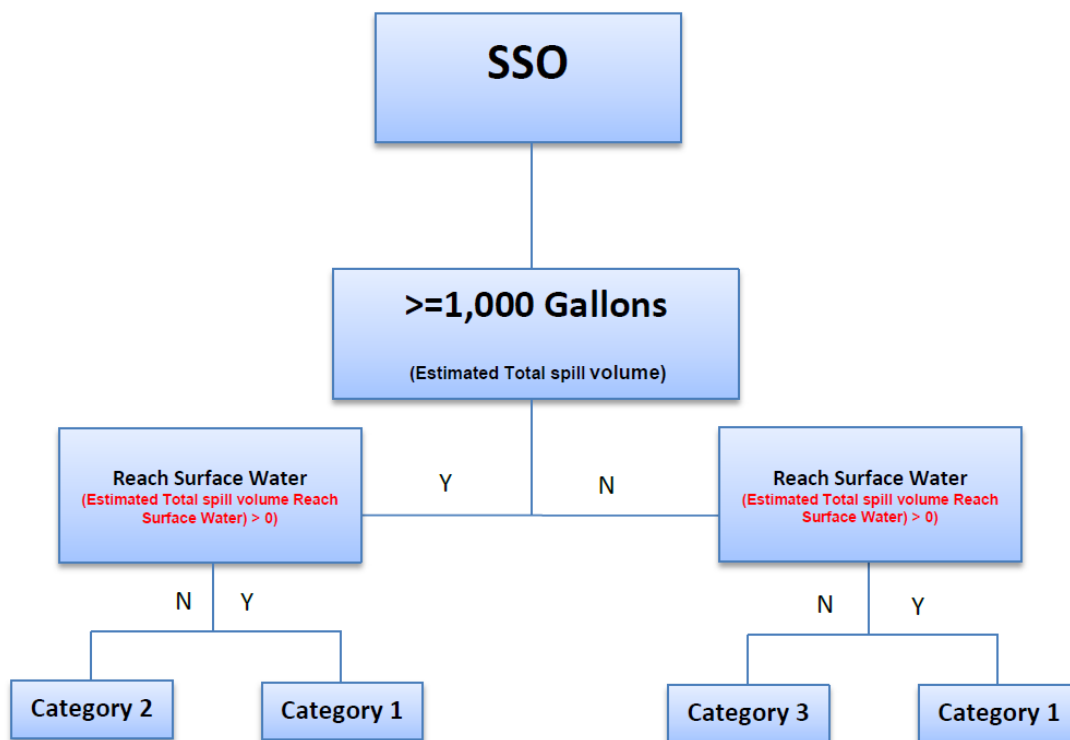 SSO
>=1,000 Gallons
(Estimated Total spill volume)
Reach Surface Water
(Estimated Total spill volume Reach
Surface Water) > 0)
Y
N
Reach Surface Water
(Estimated Total spill volume Reach
Surface Water) > 0)
N
Y
N
Y
Category 2
Category 1
Category 3
Category 1